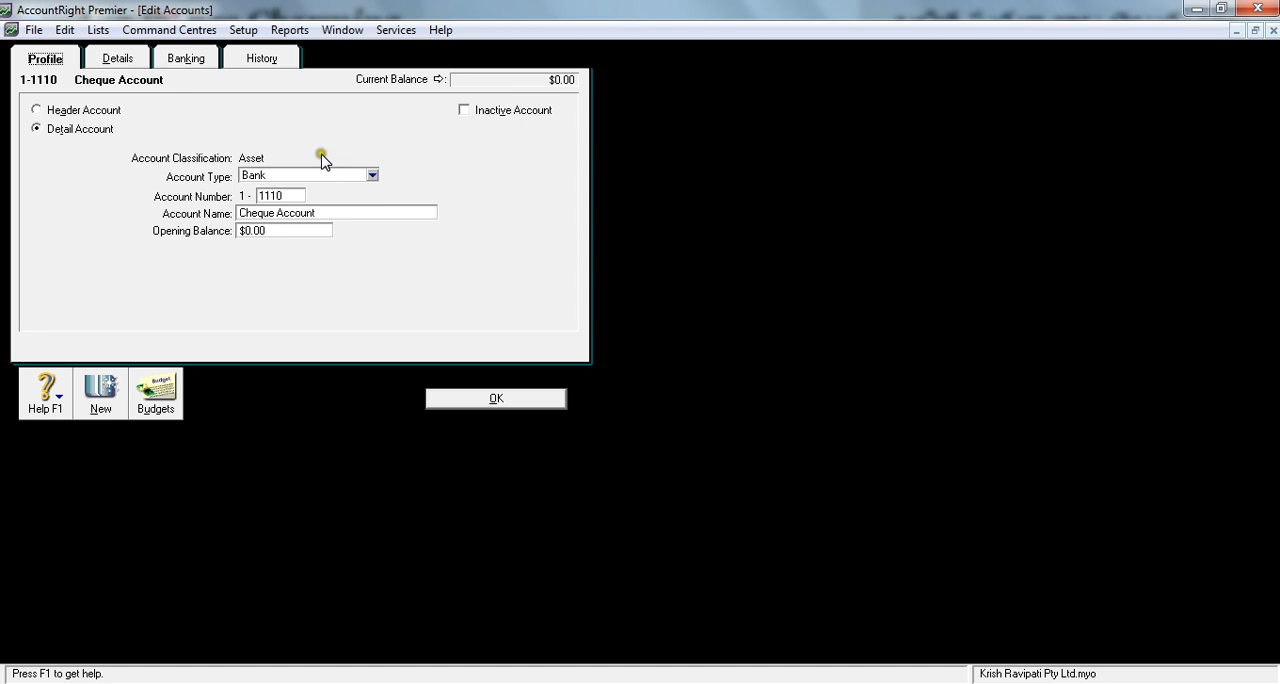 AccountRight Premier - [Edit Accounts]
File Edit Lists Command Centres Setup Reports Window Services Help
Profile Details Banking History
1-1110 Cheque Account Current Balance ➪: $0.00
Header Account Inactive Account
Detail Account
Account Classification: Asset
Account Type: Bank
Account Number: 1 - 1110
Account Name: Cheque Account
Opening Balance: $0.00
Budget
Help F1 New Budgets OK
Press F1 to get help. Krish Ravipati Pty Ltd.myo